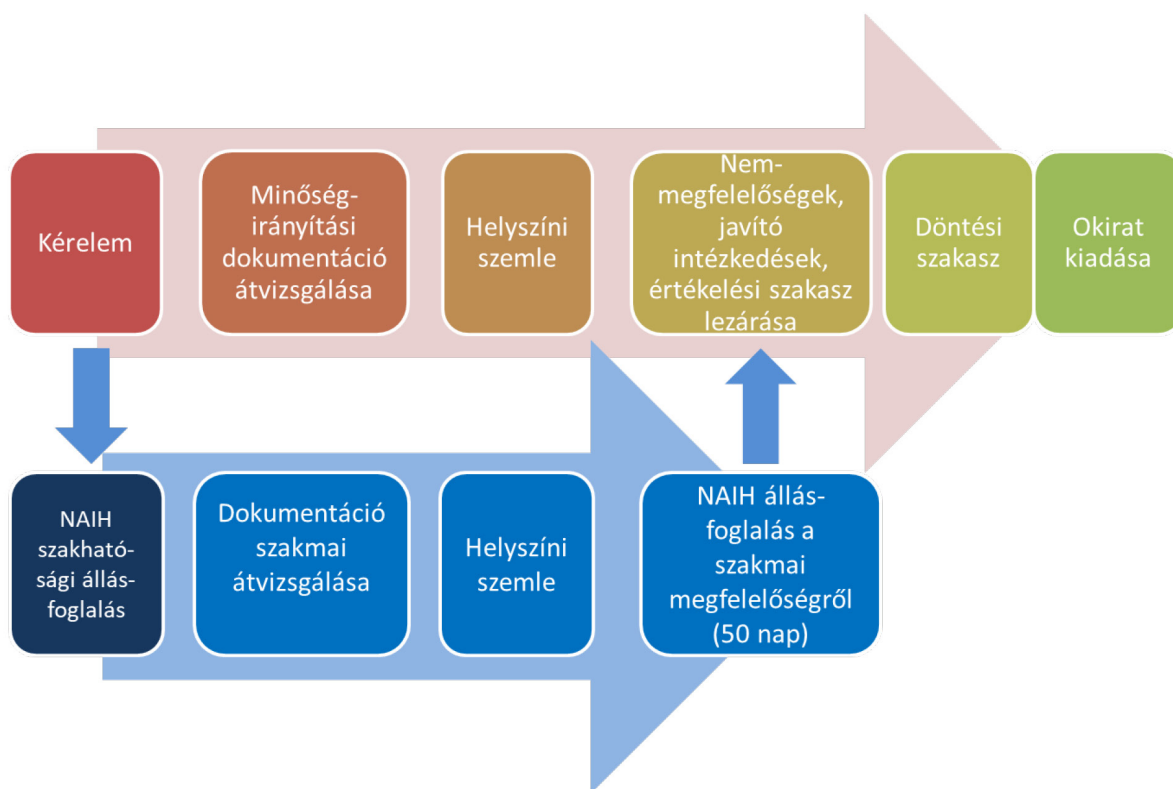 Kérelem
Minőség-
irányítási
dokumentáció
átvizsgálása
Helyszíni
szemle
Nem-
megfelelőségek,
javító
intézkedések,
értékelési szakasz
lezárása
Döntési
szakasz
Okirat
kiadása
NAIH
szakható-
sági állás-
foglalás
Dokumentáció
szakmai
átvizsgálása
Helyszíni
szemle
NAIH állás-
foglalás a
szakmai
megfelelőségről
(50 nap)